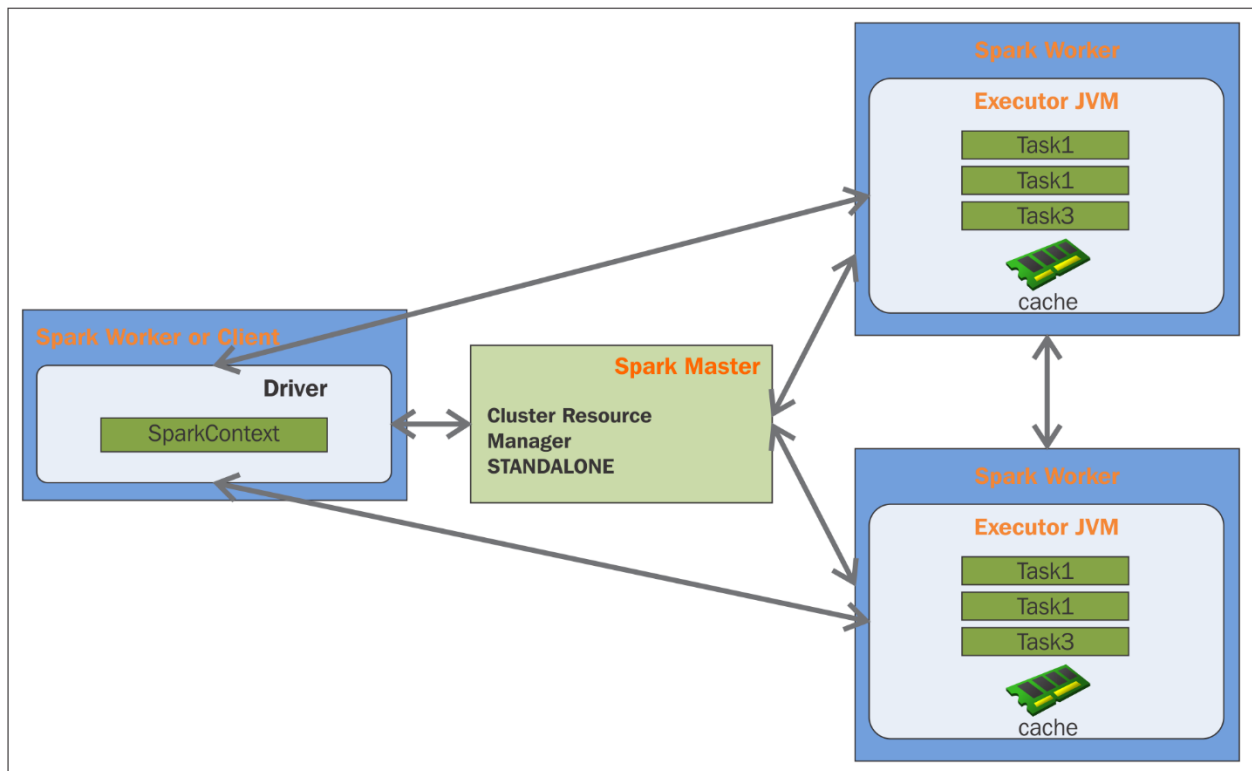 Spark Worker
Executor JVM
Task1
Task1
Task3
cache
Spark Worker or Client
Driver
SparkContext
Spark Master
Cluster Resource
Manager
STANDALONE
Spark Worker
Executor JVM
Task1
Task1
Task3
cache